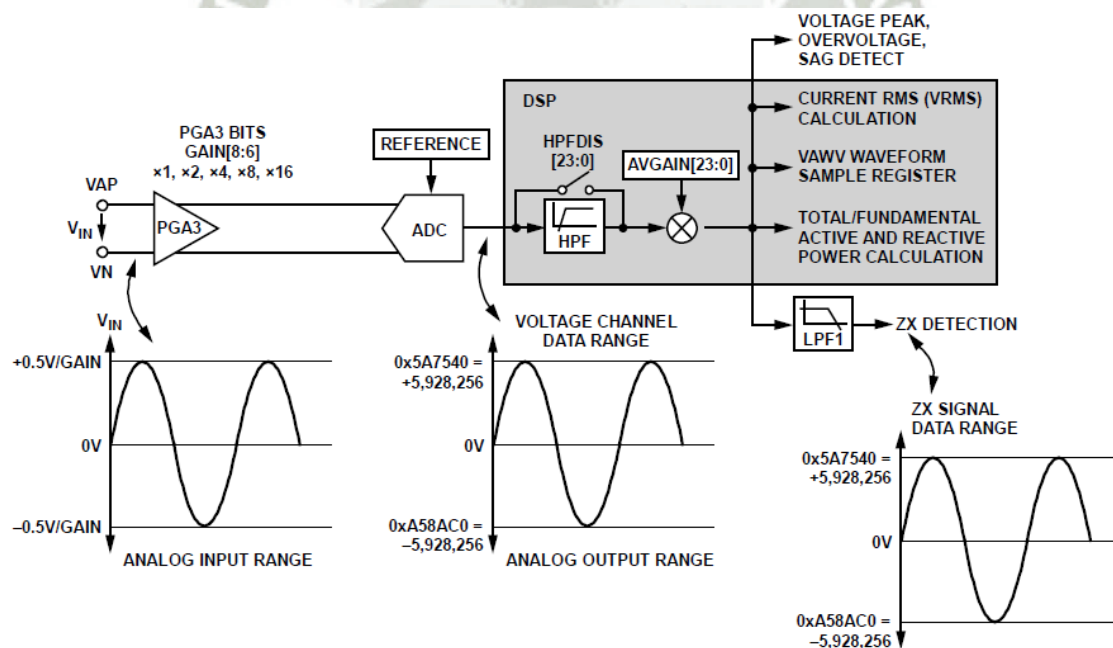 VOLTAGE PEAK,
OVERVOLTAGE,
SAG DETECT
DSP
CURRENT RMS (VRMS)
CALCULATION
PGA3 BITS
GAIN[8:6]
×1, ×2, ×4, ×8, ×16
REFERENCE
HPFDIS
[23:0]
AVGAIN[23:0]
VAWV WAVEFORM
SAMPLE REGISTER
VAP
VIN
PGA3
VN
ADC
HPF
TOTAL/FUNDAMENTAL
ACTIVE AND REACTIVE
POWER CALCULATION
LPF1
ZX DETECTION
VIN
+0.5V/GAIN
0V
–0.5V/GAIN
ANALOG INPUT RANGE
VOLTAGE CHANNEL
DATA RANGE
0x5A7540 =
+5,928,256
0V
0xA58AC0 =
–5,928,256
ANALOG OUTPUT RANGE
ZX SIGNAL
DATA RANGE
0x5A7540 =
+5,928,256
0V
0xA58AC0 =
–5,928,256